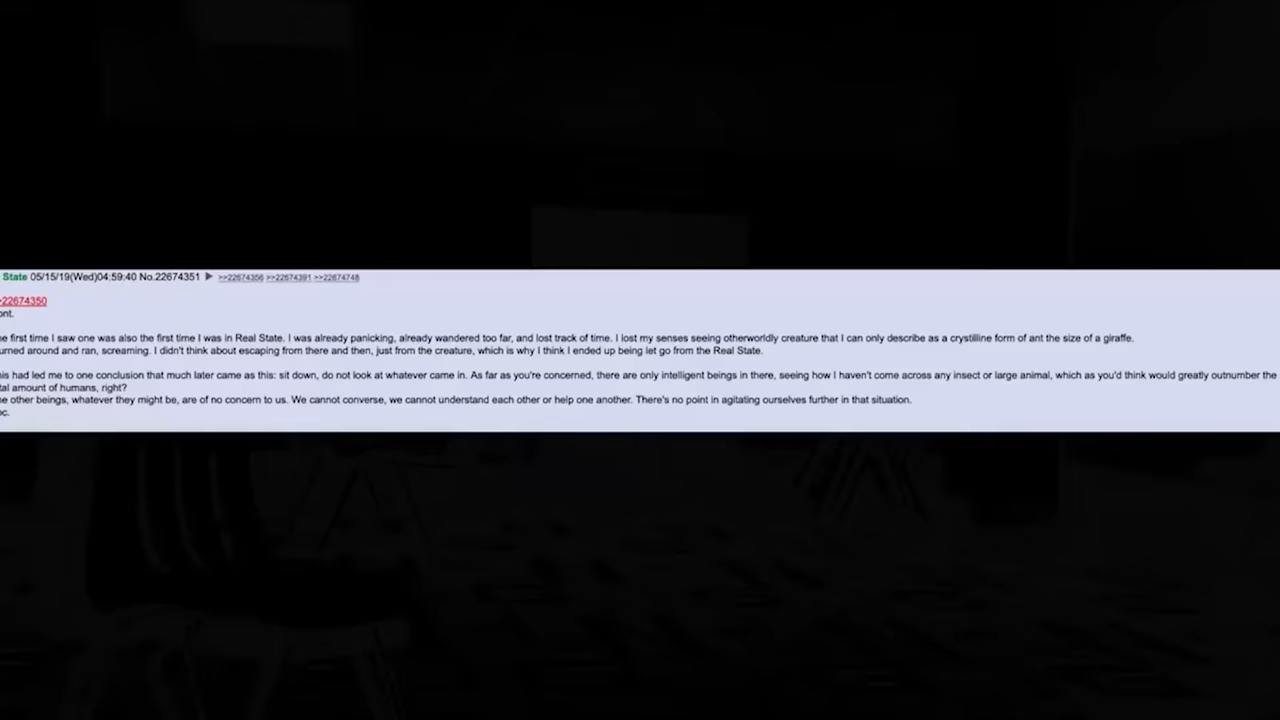 State 05/15/19(Wed)04:59:40 No.22674351 ▶ >>22674356 >>22674391 >>22674748
>22674350
ont.
e first time I saw one was also the first time I was in Real State. I was already panicking, already wandered too far, and lost track of time. I lost my senses seeing otherworldly creature that I can only describe as a crystilline form of ant the size of a giraffe.
urned around and ran, screaming. I didn't think about escaping from there and then, just from the creature, which is why I think I ended up being let go from the Real State.
is had led me to one conclusion that much later came as this: sit down, do not look at whatever came in. As far as you're concerned, there are only intelligent beings in there, seeing how I haven't come across any insect or large animal, which as you'd think would greatly outnumber the
tal amount of humans, right?
e other beings, whatever they might be, are of no concern to us. We cannot converse, we cannot understand each other or help one another. There's no point in agitating ourselves further in that situation.
oc.